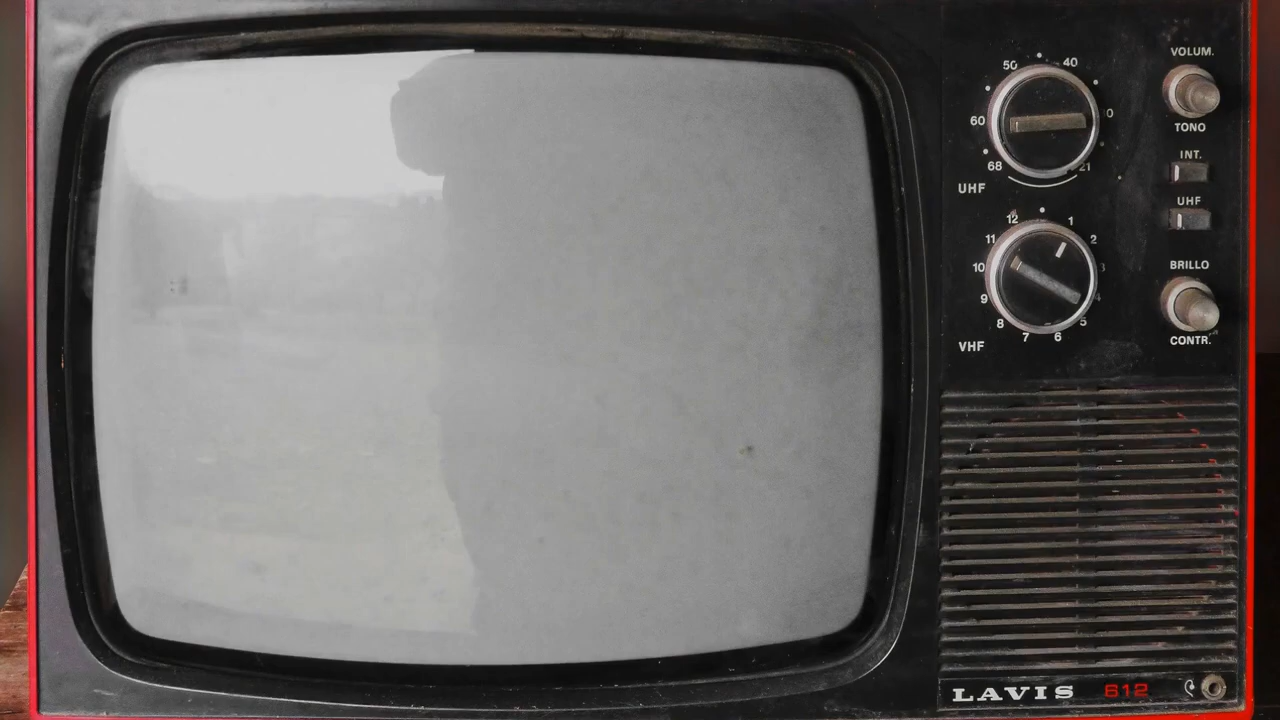 VOLUM.
TONO
INT.
UHF
BRILLO
CONTR.
50 40
60 0
68 21
UHF
12 1
11 2
10 3
9 4
8 5
7 6
VHF
LAVIS 612